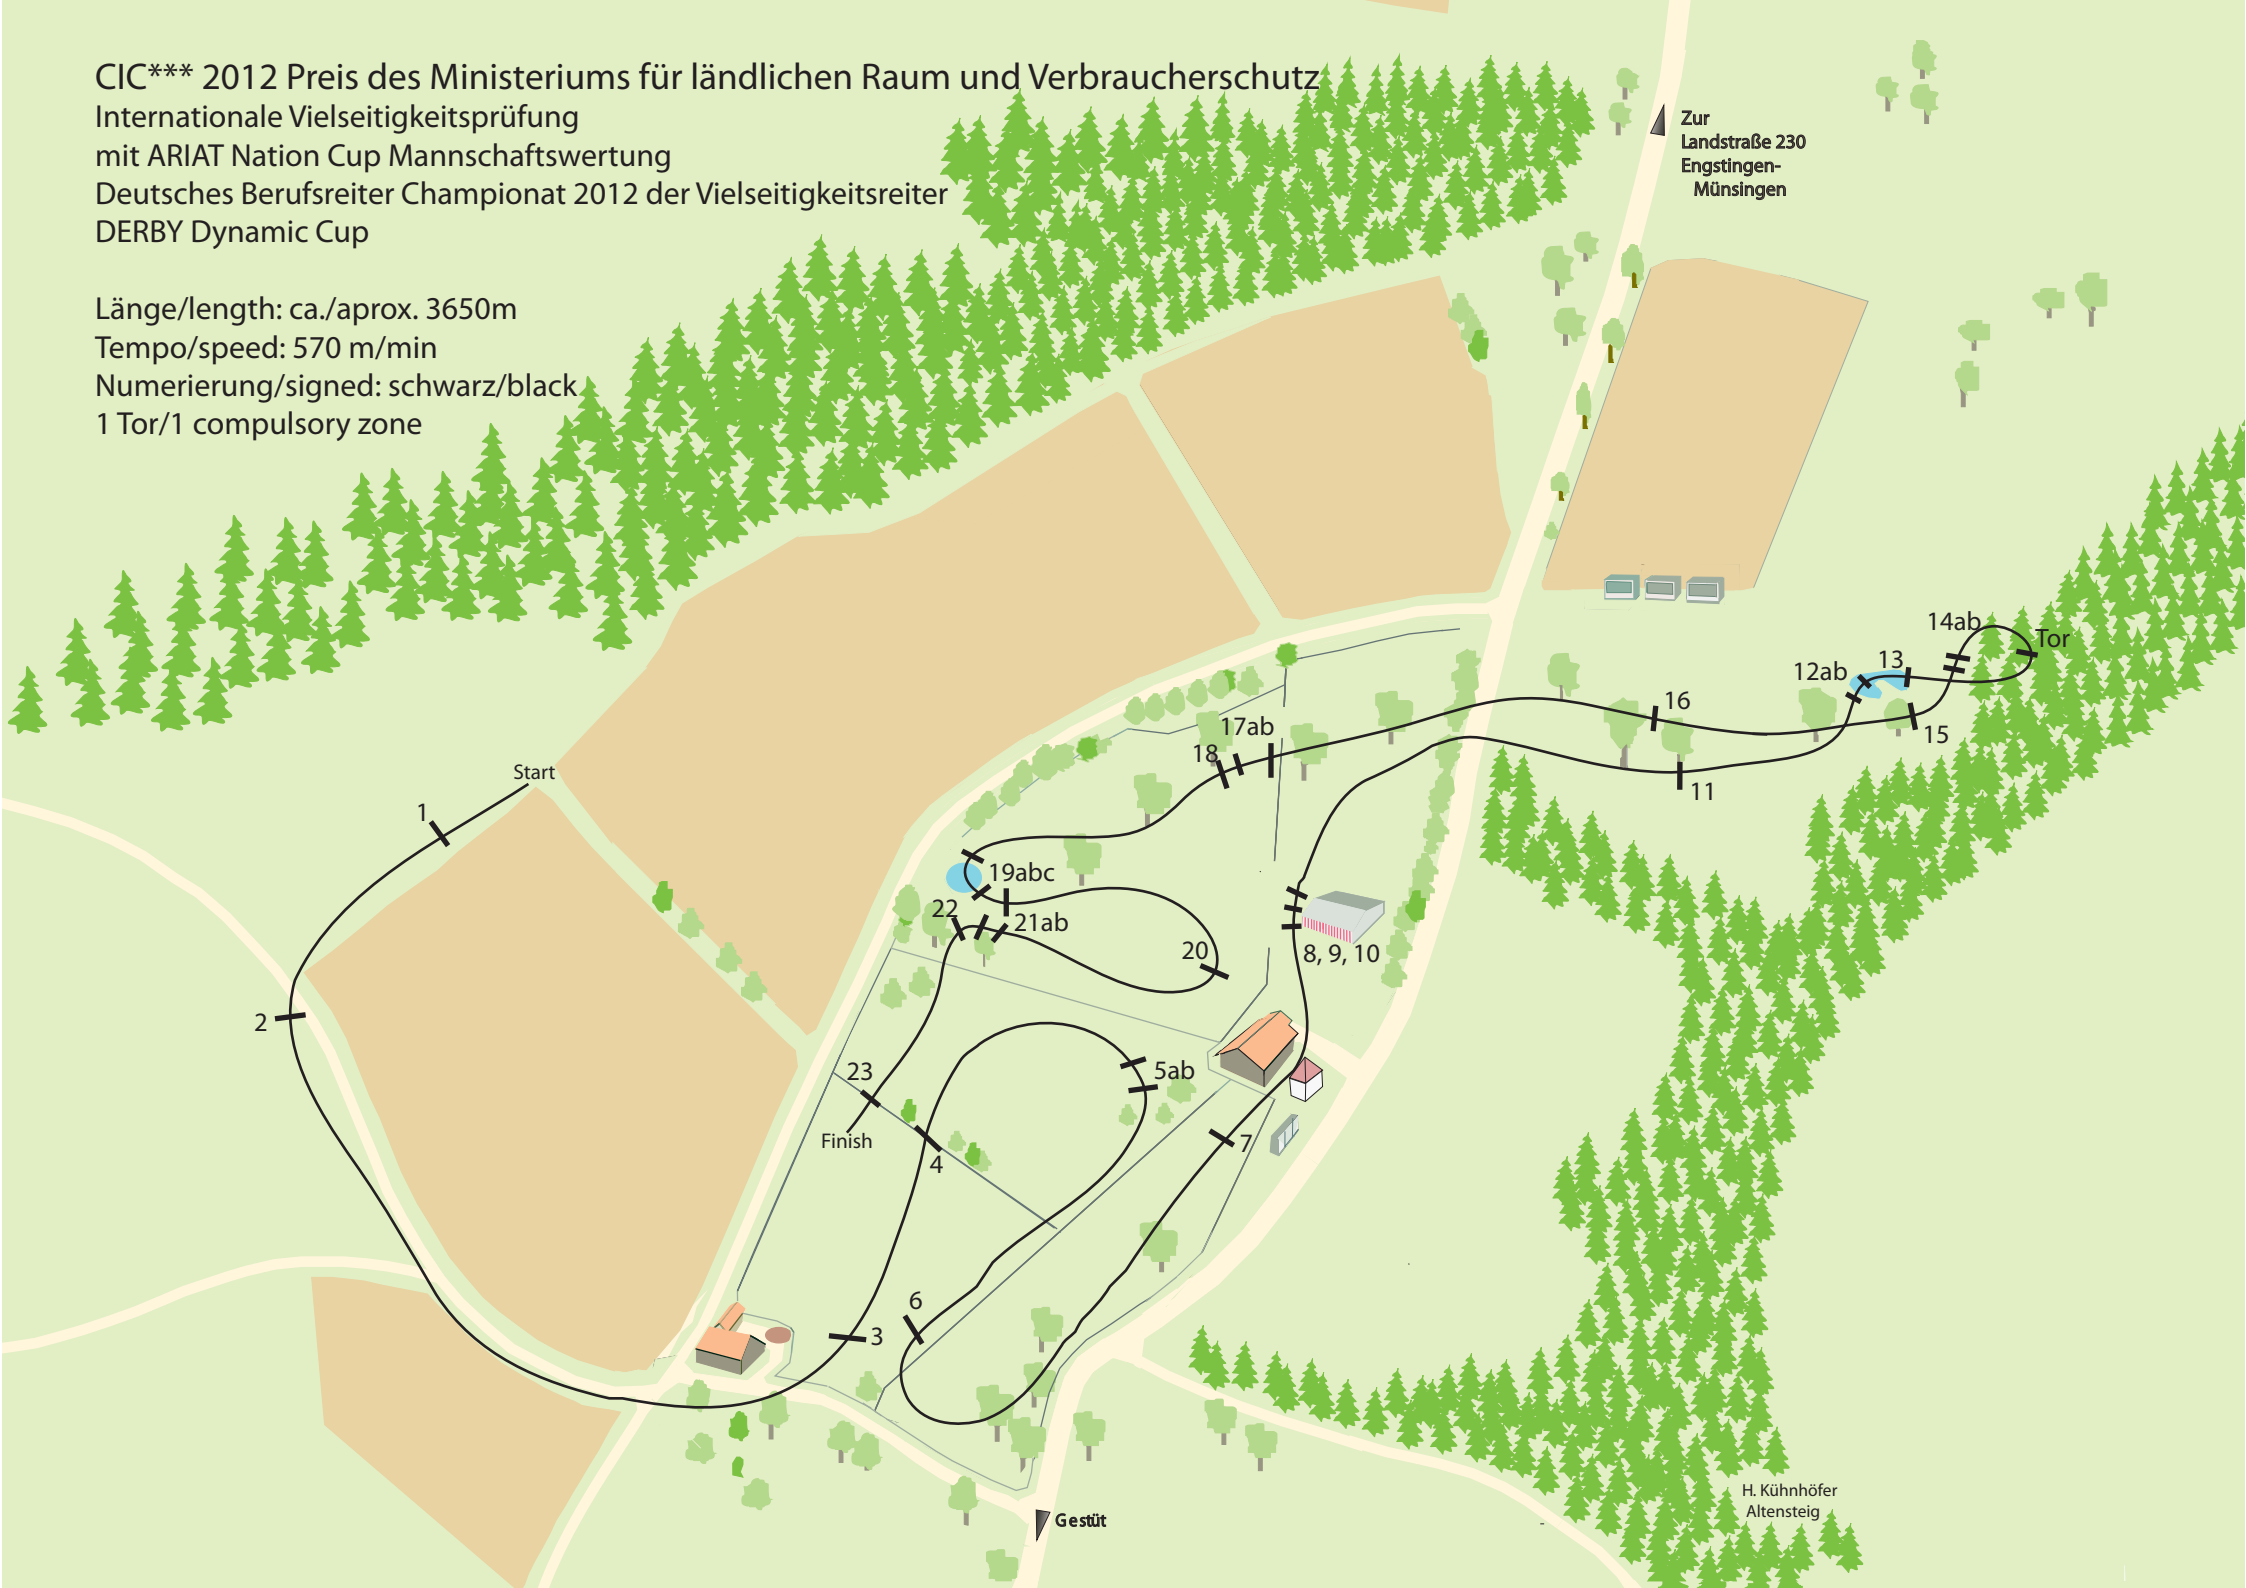 CIC*** 2012 Preis des Ministeriums für ländlichen Raum und Verbraucherschutz
Internationale Vielseitigkeitsprüfung
mit ARIAT Nation Cup Mannschaftswertung
Deutsches Berufsreiter Championat 2012 der Vielseitigkeitsreiter
DERBY Dynamic Cup
Länge/length: ca./aprox. 3650m
Tempo/speed: 570 m/min
Numerierung/signed: schwarz/black
1 Tor/1 compulsory zone
Zur
Landstraße 230
Engstingen-
Münsingen
14ab
Tor
13
12ab
16
15
17ab
18
11
Start
1
19abc
22
21ab
20
8, 9, 10
2
23
5ab
Finish
4
7
6
3
H. Kühnhöfer
Altensteig
Gestüt